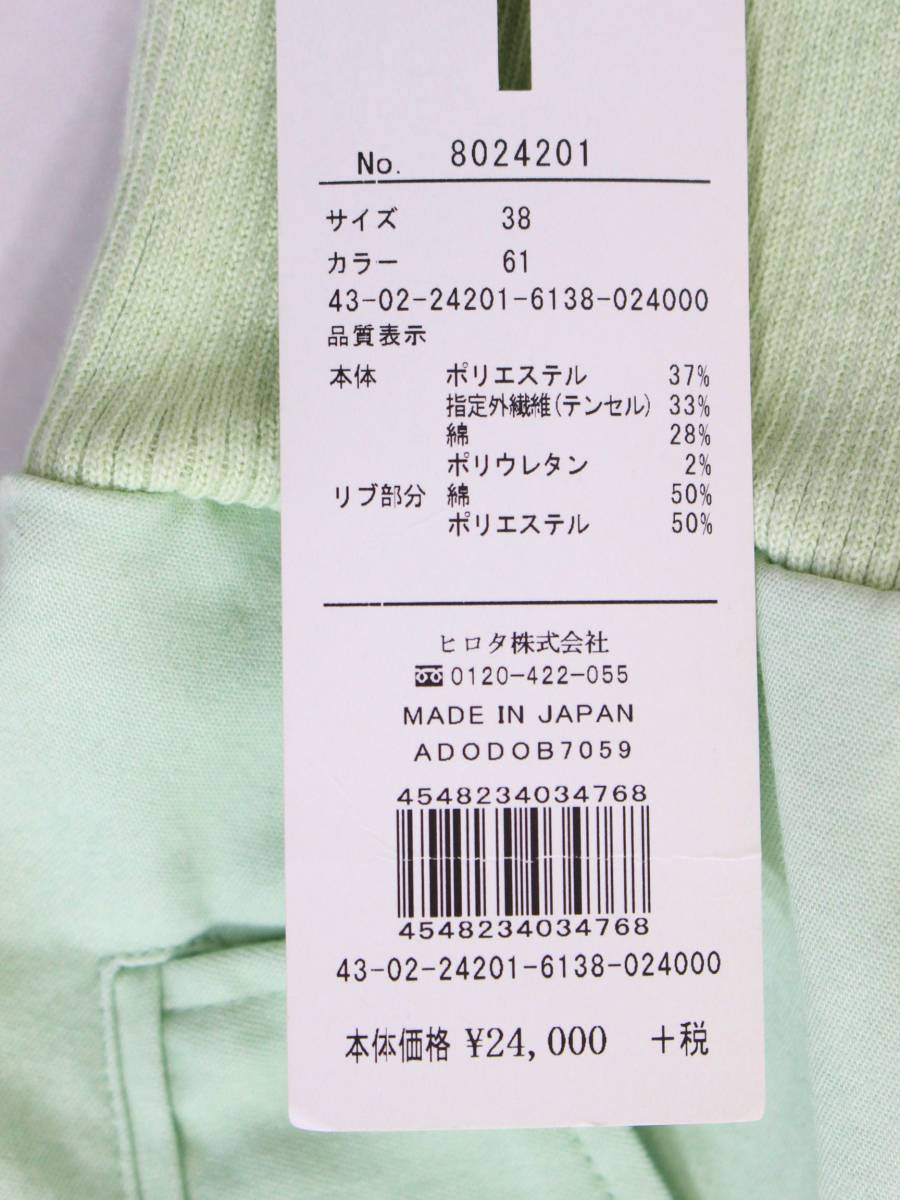 No. 8024201
サイズ 38
カラー 61
43-02-24201-6138-024000
品質表示
本体 ポリエステル 37%
指定外繊維(テンセル) 33%
綿 28%
ポリウレタン 2%
リブ部分 綿 50%
ポリエステル 50%
ヒロタ株式会社
0120-422-055
MADE IN JAPAN
ADODOB7059
4548234034768
4548234034768
43-02-24201-6138-024000
本体価格 ¥24,000 +税